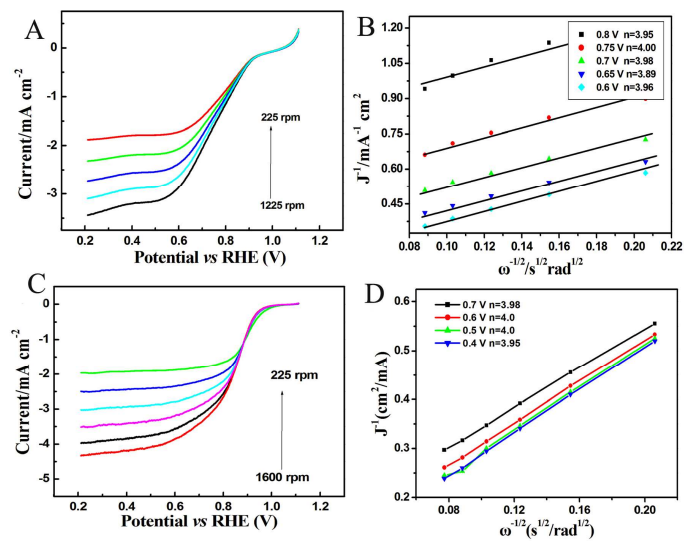 A
Current/mA cm-2
0
-1
-2
-3
225 rpm
1225 rpm
0.2 0.4 0.6 0.8 1.0 1.2
Potential vs RHE (V)
B
J-1/mA-1 cm2
1.20
1.05
0.90
0.75
0.60
0.45
0.8 V n=3.95
0.75 V n=4.00
0.7 V n=3.98
0.65 V n=3.89
0.6 V n=3.96
0.08 0.10 0.12 0.14 0.16 0.18 0.20 0.22
ω-1/2/s1/2rad1/2
C
Current/mA cm-2
0
-1
-2
-3
-4
-5
225 rpm
1600 rpm
0.2 0.4 0.6 0.8 1.0 1.2
Potential vs RHE (V)
D
J-1(cm2/mA)
0.6
0.5
0.4
0.3
0.2
0.7 V n=3.98
0.6 V n=4.0
0.5 V n=4.0
0.4 V n=3.95
0.08 0.12 0.16 0.20
ω-1/2(s1/2/rad1/2)